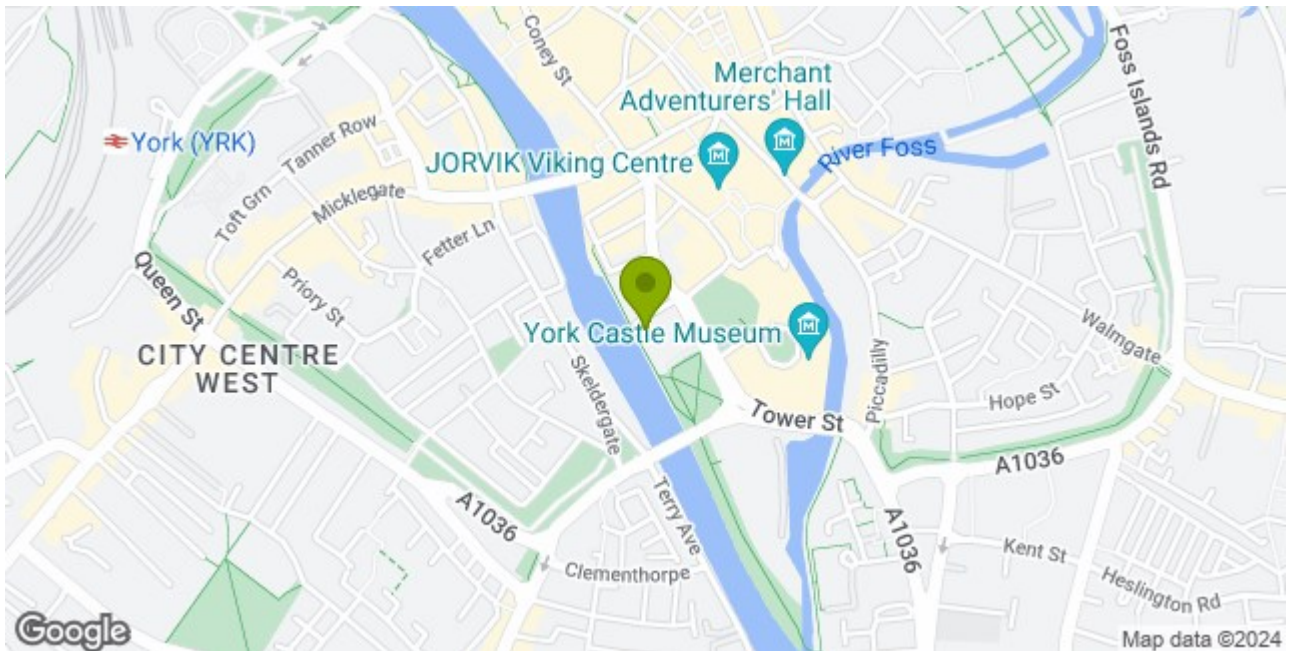 Coney St
Merchant
Adventurers' Hall
Foss Islands Rd
York (YRK)
Tanner Row
JORVIK Viking Centre
River Foss
Toft Grn
Micklegate
Fetter Ln
Queen St
Priory St
York Castle Museum
Walmgate
CITY CENTRE
WEST
Skeldergate
Piccadilly
Hope St
Tower St
A1036
A1036
Terry Ave
A1036
Kent St
Clementhorpe
Heslington Rd
Google
Map data ©2024